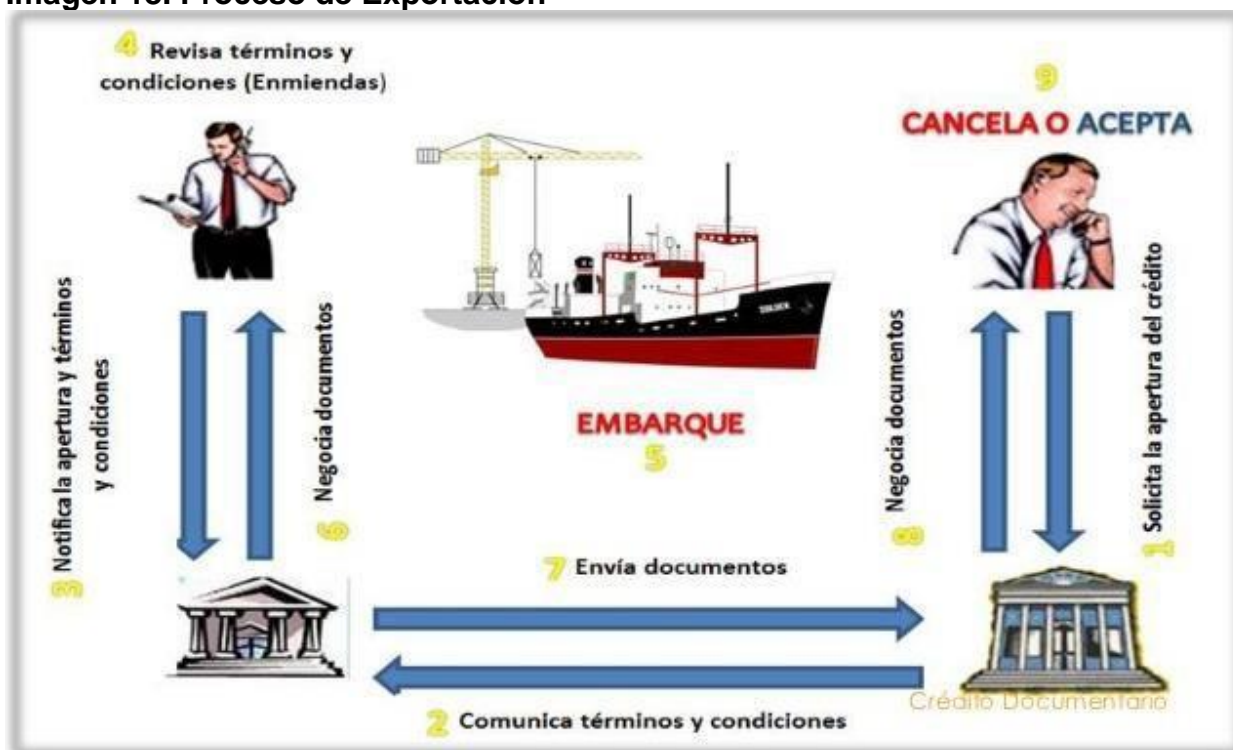 Imagen 16. Proceso de Exportación
4 Revisa términos y
condiciones (Enmiendas)
9
CANCELA O ACEPTA
3 Notifica la apertura y términos
y condiciones
6 Negocia documentos
EMBARQUE
5
8 Negocia documentos
1 Solicita la apertura del crédito
7 Envía documentos
Crédito Documentario
2 Comunica términos y condiciones